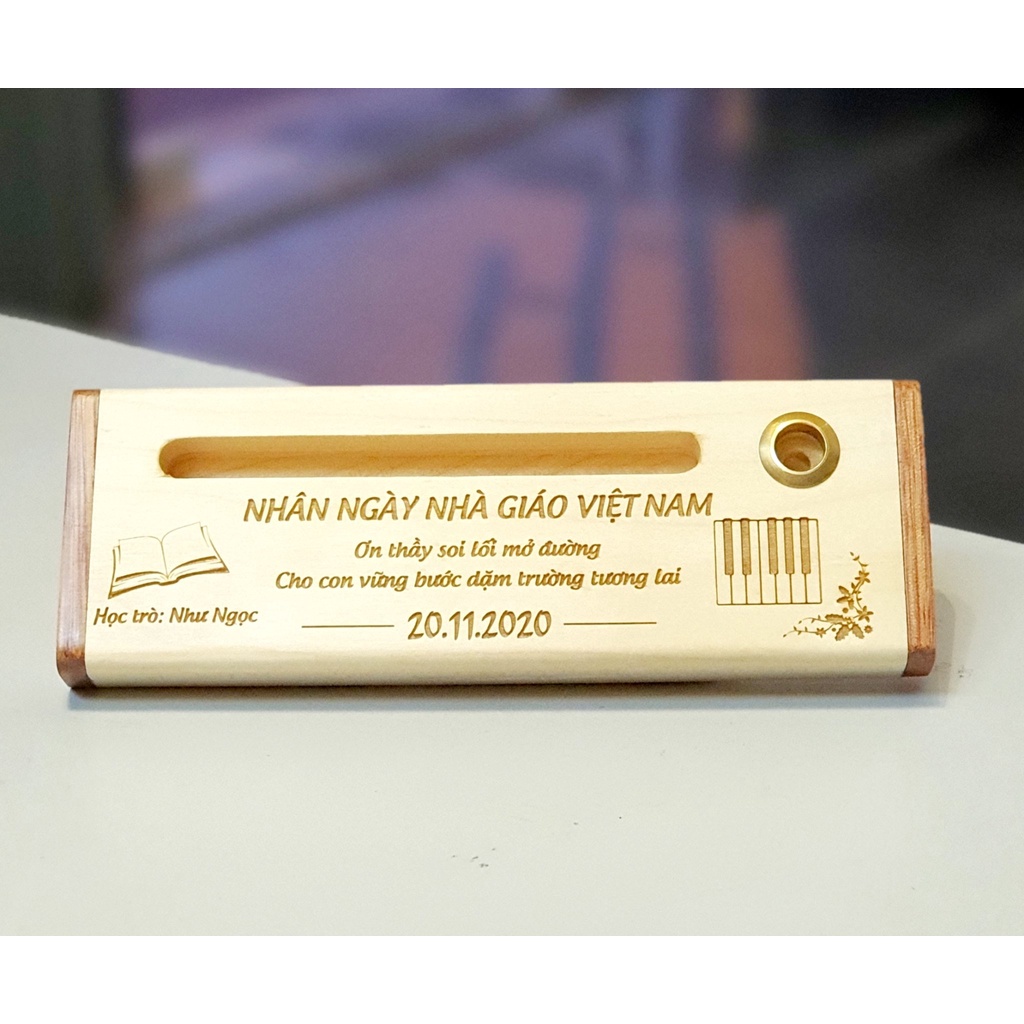 NHÂN NGÀY NHÀ GIÁO VIỆT NAM
Ơn thầy soi lối mở đường
Cho con vững bước dặm trường tương lai
Học trò: Như Ngọc
20.11.2020